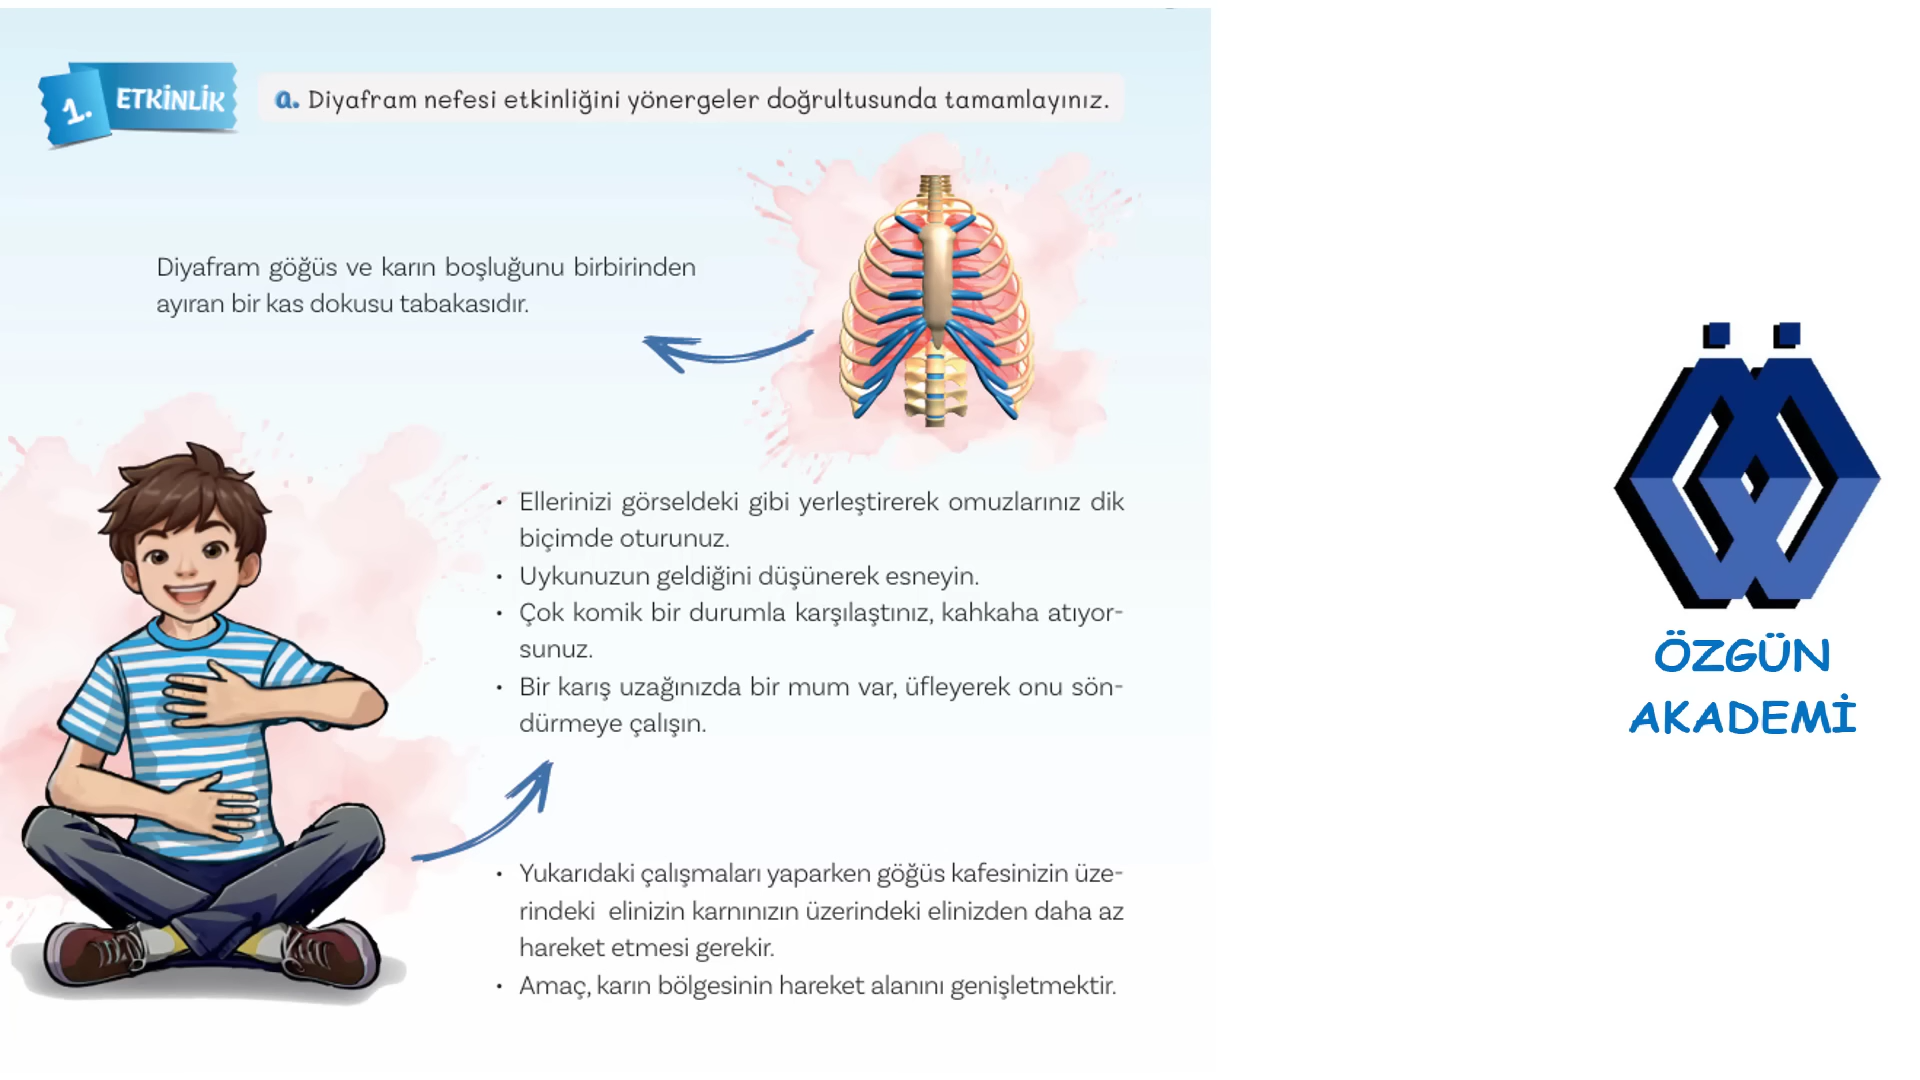 1. ETKİNLİK
a. Diyafram nefesi etkinliğini yönergeler doğrultusunda tamamlayınız.
Diyafram göğüs ve karın boşluğunu birbirinden
ayıran bir kas dokusu tabakasıdır.
• Ellerinizi görseldeki gibi yerleştirerek omuzlarınız dik
biçimde oturunuz.
• Uykunuzun geldiğini düşünerek esneyin.
• Çok komik bir durumla karşılaştınız, kahkaha atıyor-
sunuz.
• Bir karış uzağınızda bir mum var, üfleyerek onu sön-
dürmeye çalışın.
• Yukarıdaki çalışmaları yaparken göğüs kafesinizin üze-
rindeki elinizin karnınızın üzerindeki elinizden daha az
hareket etmesi gerekir.
• Amaç, karın bölgesinin hareket alanını genişletmektir.
ÖZGÜN
AKADEMİ